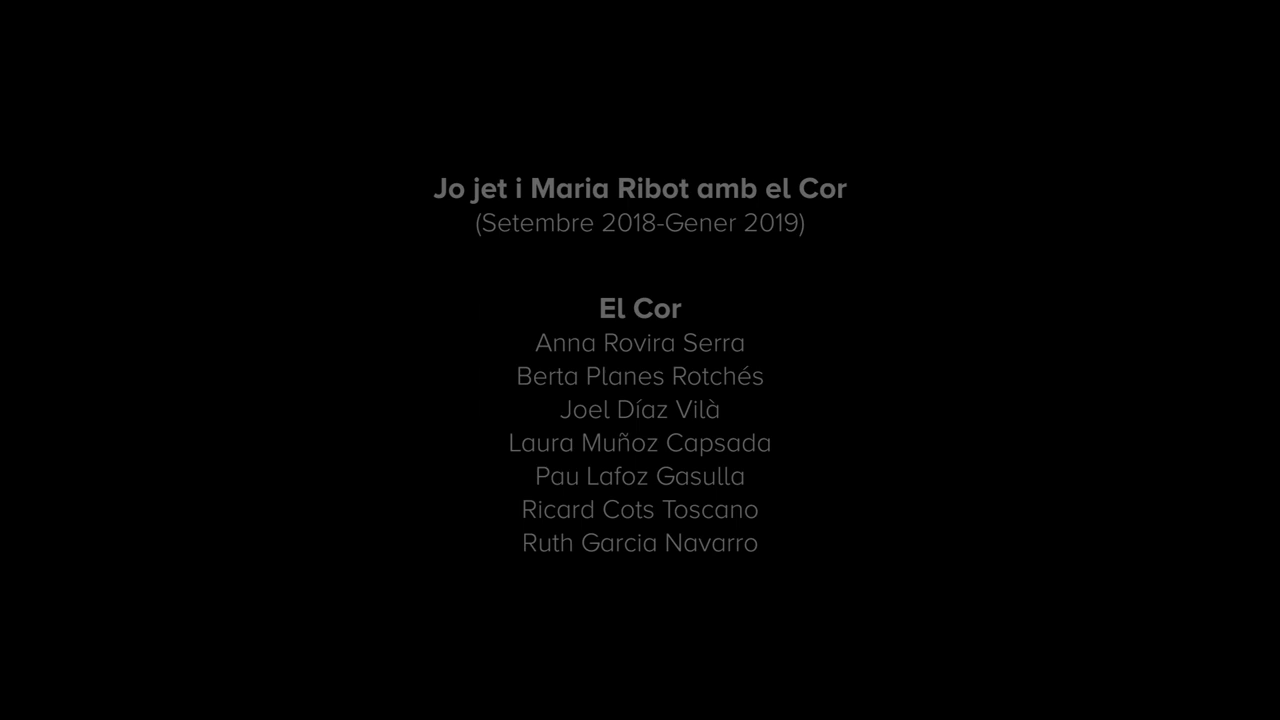 Jo jet i Maria Ribot amb el Cor
(Setembre 2018-Gener 2019)
El Cor
Anna Rovira Serra
Berta Planes Rotchés
Joel Díaz Vilà
Laura Muñoz Capsada
Pau Lafoz Gasulla
Ricard Cots Toscano
Ruth Garcia Navarro